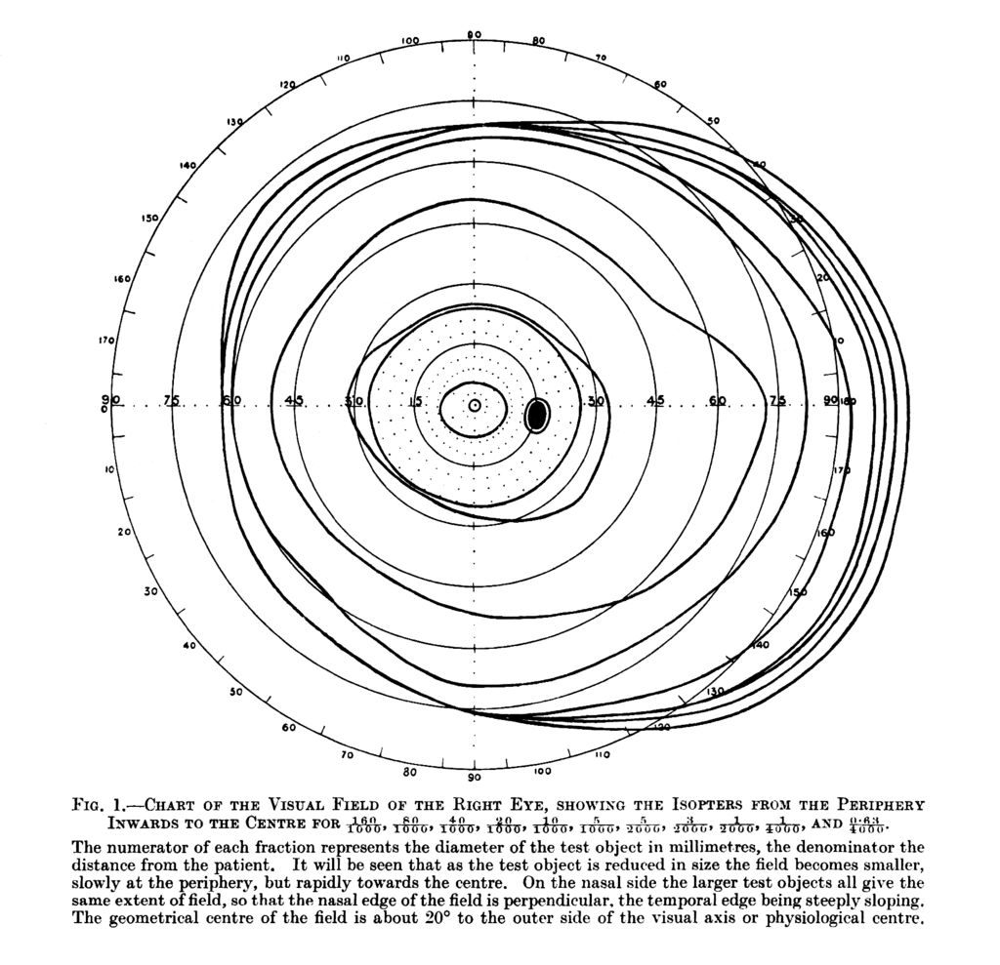 90
100 80
110 70
120 60
130 50
140 40
150 30
160 20
170 10
90 75 60 45 30 15 30 45 60 75 90 180
0
10 170
20 160
30 150
40 140
50 130
60 120
70 110
80 90 100
FIG. 1.—CHART OF THE VISUAL FIELD OF THE RIGHT EYE, SHOWING THE ISOPTERS FROM THE PERIPHERY
INWARDS TO THE CENTRE FOR 160/1000, 80/1000, 40/1000, 20/1000, 10/1000, 5/1000, 5/2000, 3/2000, 1/2000, 1/4000, AND 0·63/4000.
The numerator of each fraction represents the diameter of the test object in millimetres, the denominator the
distance from the patient. It will be seen that as the test object is reduced in size the field becomes smaller,
slowly at the periphery, but rapidly towards the centre. On the nasal side the larger test objects all give the
same extent of field, so that the nasal edge of the field is perpendicular, the temporal edge being steeply sloping.
The geometrical centre of the field is about 20° to the outer side of the visual axis or physiological centre.